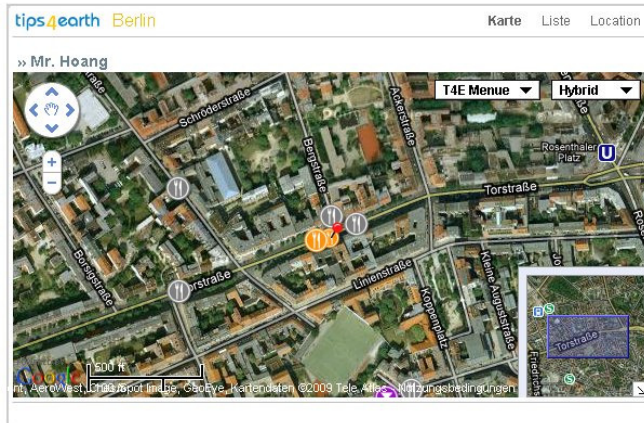 tips4earth Berlin
Karte Liste Location
» Mr. Hoang
T4E Menue
Hybrid
Schröderstraße
Ackerstraße
Bergstraße
Rosenthaler
Platz
U
Torstraße
Borsigstraße
Torstraße
Linienstraße
Kleine Auguststraße
Koppenplatz
Torstraße
Friedrichs
S
S
Google
500 ft
Kartendaten ©2009 Tele Atlas - Nutzungsbedingungen